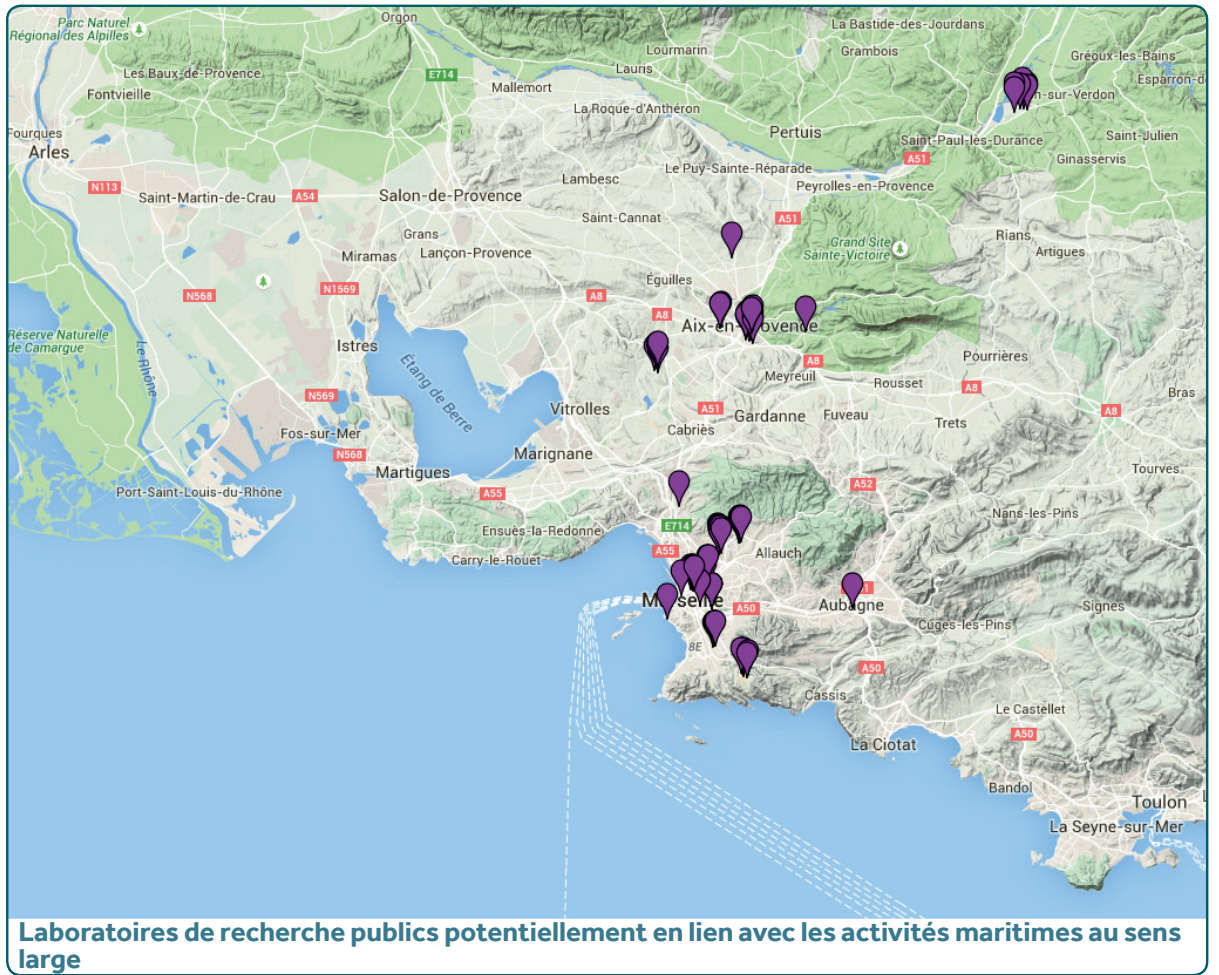 Parc Naturel
Régional des Alpilles
Orgon
La Bastide-des-Jourdans
Lourmarin
Grambois
Gréoux-les-Bains
Lauris
Les Baux-de-Provence
E714
Mallemort
Fontvieille
n-sur-Verdon
La Roque-d'Anthéron
Fourques
Pertuis
Saint-Paul-lès-Durance
Saint-Julien
Arles
A51
Ginasservis
Le Puy-Sainte-Réparade
Lambesc
Peyrolles-en-Provence
N113
Saint-Martin-de-Crau
A54
Salon-de-Provence
Saint-Cannat
A51
Grans
Rians
Grand Site
Sainte-Victoire
Artigues
Miramas
Lançon-Provence
Éguilles
N568
N1569
A8
A8
Aix-en-Provence
Réserve Naturelle
de Camargue
Le Rhône
Istres
Étang de Berre
Pourrières
A8
Meyreuil
Rousset
A8
Bras
N569
Vitrolles
A51
Gardanne
Fuveau
A8
Fos-sur-Mer
Cabriès
Trets
N568
Marignane
Martigues
Tourves
A55
A52
Port-Saint-Louis-du-Rhône
Nans-les-Pins
Ensuès-la-Redonne
E714
A55
Allauch
Carry-le-Rouet
Marseille
A50
Aubagne
Signes
Cuges-les-Pins
8E
A50
Cassis
Le Castellet
A50
La Ciotat
Bandol
Toulon
La Seyne-sur-Mer
Laboratoires de recherche publics potentiellement en lien avec les activités maritimes au sens
large